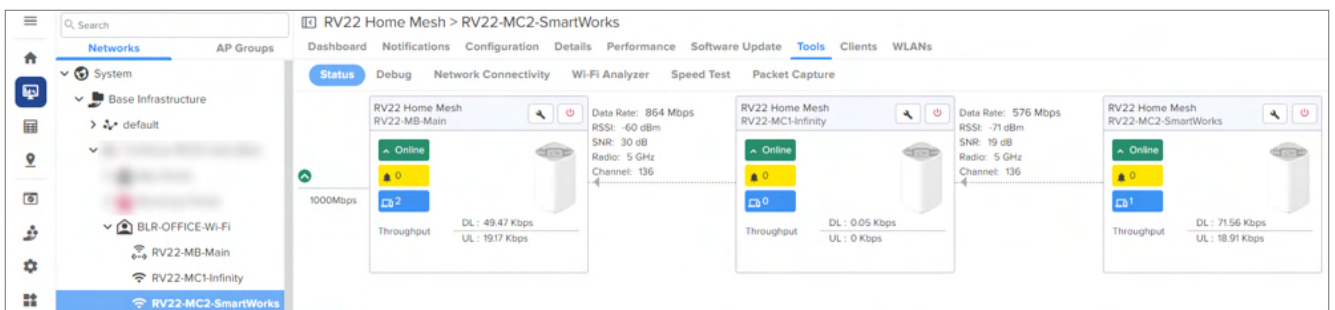 Search
Networks
AP Groups
System
Base Infrastructure
default
BLR-OFFICE-Wi-Fi
RV22-MB-Main
RV22-MC1-Infinity
RV22-MC2-SmartWorks
RV22 Home Mesh > RV22-MC2-SmartWorks
Dashboard Notifications Configuration Details Performance Software Update Tools Clients WLANs
Status Debug Network Connectivity Wi-Fi Analyzer Speed Test Packet Capture
1000Mbps
RV22 Home Mesh
RV22-MB-Main
Online
0
2
Throughput
DL : 49.47 Kbps
UL : 19.17 Kbps
Data Rate: 864 Mbps
RSSI: -60 dBm
SNR: 30 dB
Radio: 5 GHz
Channel: 136
RV22 Home Mesh
RV22-MC1-Infinity
Online
0
0
Throughput
DL : 0.05 Kbps
UL : 0 Kbps
Data Rate: 576 Mbps
RSSI: -71 dBm
SNR: 19 dB
Radio: 5 GHz
Channel: 136
RV22 Home Mesh
RV22-MC2-SmartWorks
Online
0
1
Throughput
DL : 71.56 Kbps
UL : 18.91 Kbps